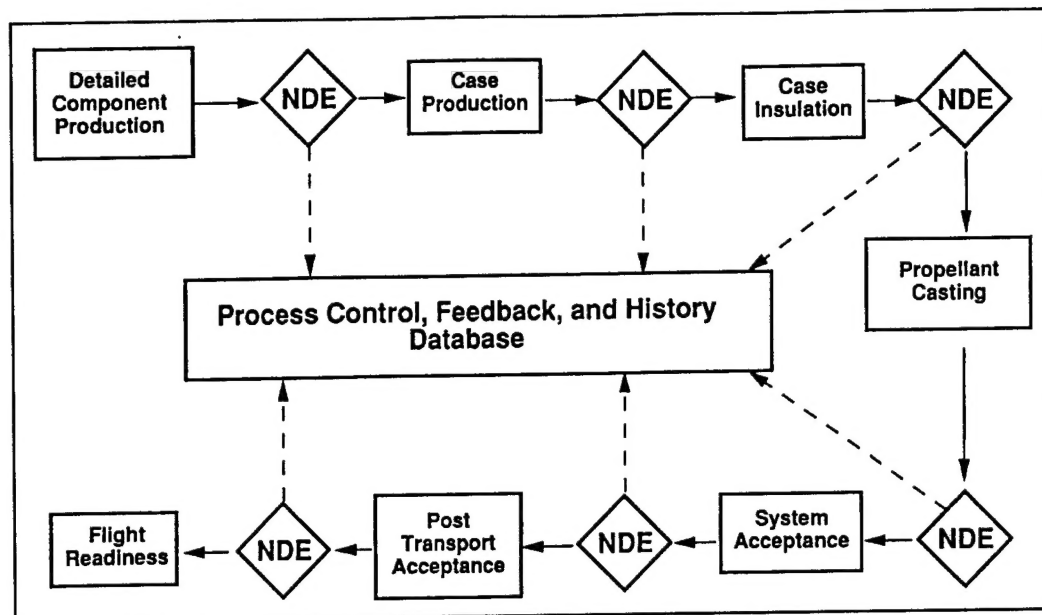 Detailed
Component
Production
NDE
Case
Production
NDE
Case
Insulation
NDE
Propellant
Casting
Process Control, Feedback, and History
Database
Flight
Readiness
NDE
Post
Transport
Acceptance
NDE
System
Acceptance
NDE